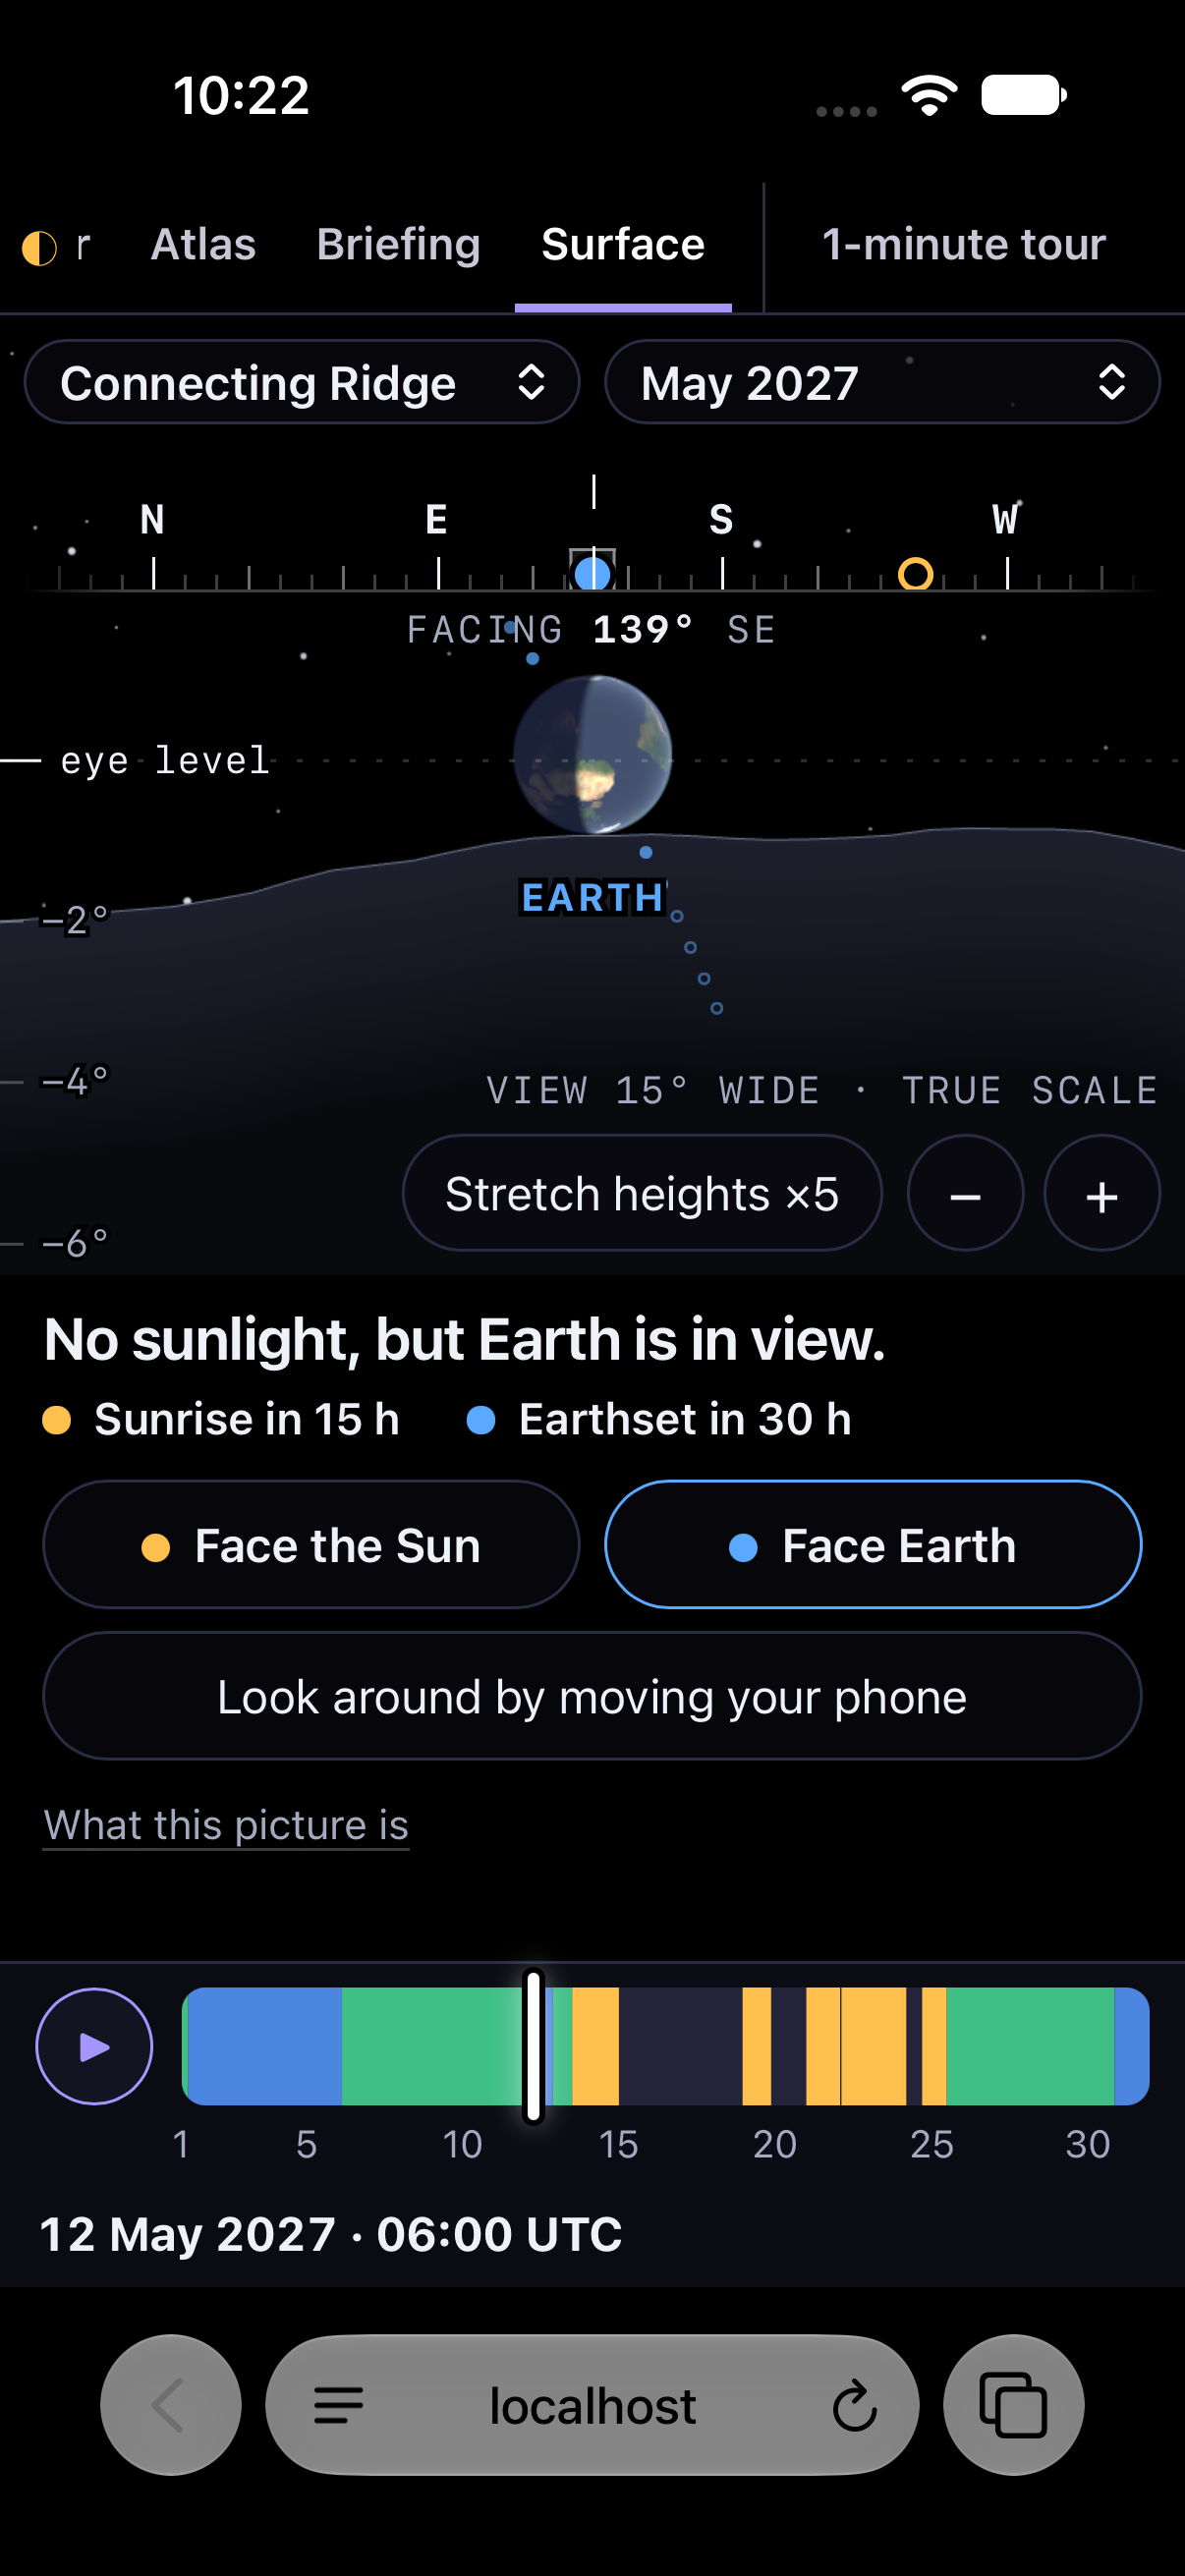 10:22
r Atlas Briefing Surface 1-minute tour
Connecting Ridge May 2027
N E S W
FACING 139° SE
eye level
EARTH
−2°
−4°
VIEW 15° WIDE · TRUE SCALE
Stretch heights ×5 − +
−6°
No sunlight, but Earth is in view.
Sunrise in 15 h Earthset in 30 h
Face the Sun Face Earth
Look around by moving your phone
What this picture is
1 5 10 15 20 25 30
12 May 2027 · 06:00 UTC
localhost